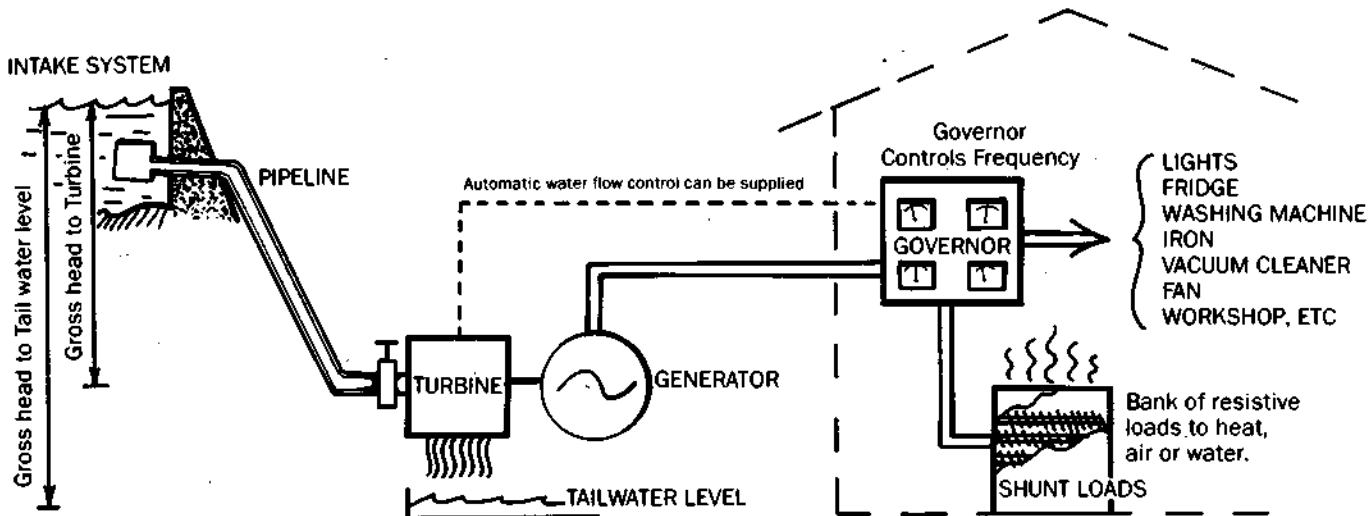 INTAKE SYSTEM
Gross head to Tail water level
Gross head to Turbine
PIPELINE
Automatic water flow control can be supplied
TURBINE
GENERATOR
TAILWATER LEVEL
Governor
Controls Frequency
GOVERNOR
LIGHTS
FRIDGE
WASHING MACHINE
IRON
VACUUM CLEANER
FAN
WORKSHOP, ETC
Bank of resistive
loads to heat,
air or water.
SHUNT LOADS